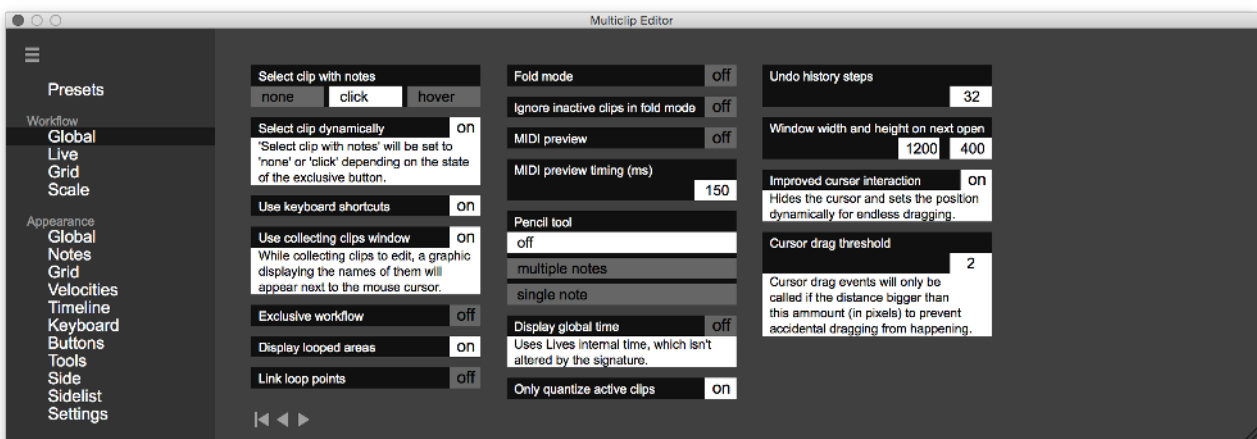 Multiclip Editor
Presets
Workflow
Global
Live
Grid
Scale
Appearance
Global
Notes
Grid
Velocities
Timeline
Keyboard
Buttons
Tools
Side
Sidelist
Settings
Select clip with notes
none click hover
Select clip dynamically on
'Select clip with notes' will be set to
'none' or 'click' depending on the state
of the exclusive button.
Use keyboard shortcuts on
Use collecting clips window on
While collecting clips to edit, a graphic
displaying the names of them will
appear next to the mouse cursor.
Exclusive workflow off
Display looped areas on
Link loop points off
Fold mode off
Ignore inactive clips in fold mode off
MIDI preview off
MIDI preview timing (ms)
150
Pencil tool
off
multiple notes
single note
Display global time off
Uses Lives internal time, which isn't
altered by the signature.
Only quantize active clips on
Undo history steps
32
Window width and height on next open
1200 400
Improved curser interaction on
Hides the cursor and sets the position
dynamically for endless dragging.
Cursor drag threshold
2
Cursor drag events will only be
called if the distance bigger than
this ammount (in pixels) to prevent
accidental dragging from happening.